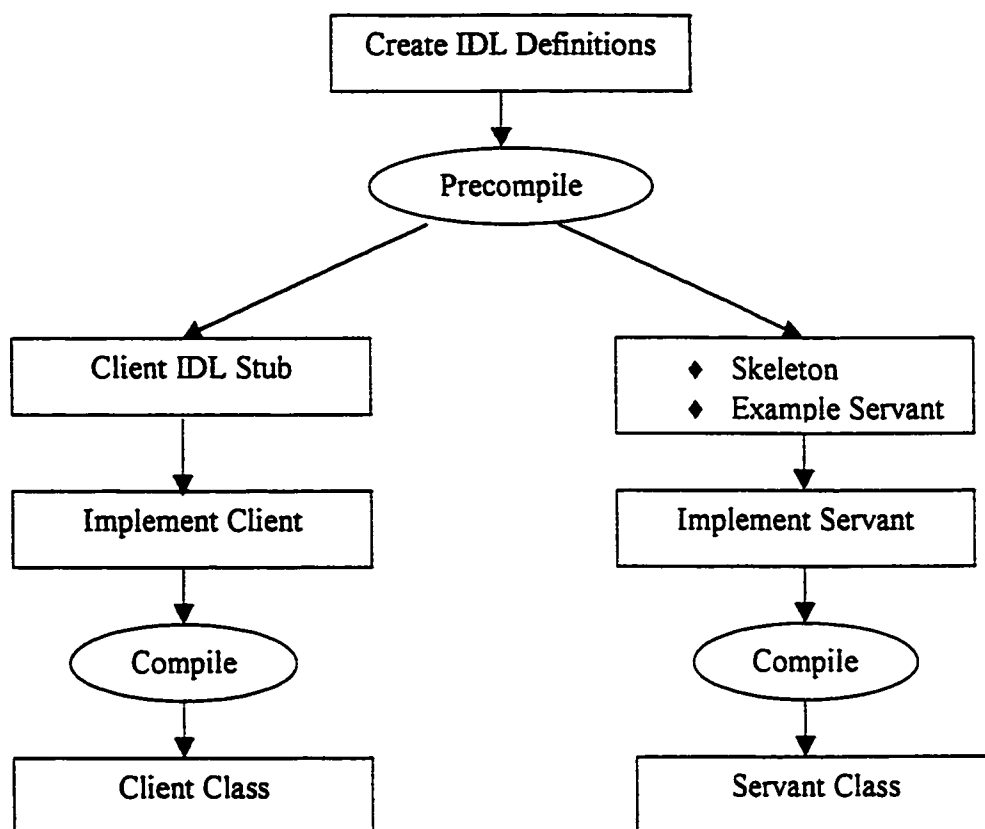 Create IDL Definitions
Precompile
Client IDL Stub
♦ Skeleton
♦ Example Servant
Implement Client
Implement Servant
Compile
Compile
Client Class
Servant Class